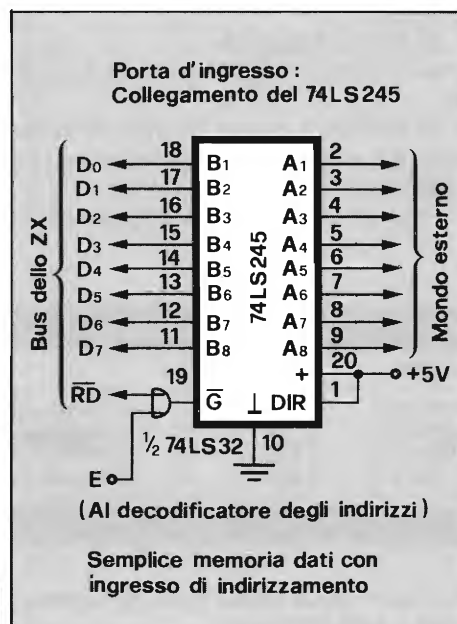 Porta d'ingresso :
Collegamento del 74LS245
Bus dello ZX
D0 18 B1 A1 2
D1 17 B2 A2 3
D2 16 B3 A3 4
D3 15 B4 A4 5
D4 14 B5 A5 6
D5 13 B6 A6 7
D6 12 B7 A7 8
D7 11 B8 A8 9
74LS245
Mondo esterno
20
19 + +5V
RD G ⊥ DIR 1
½ 74LS32 10
E
(Al decodificatore degli indirizzi)
Semplice memoria dati con
ingresso di indirizzamento